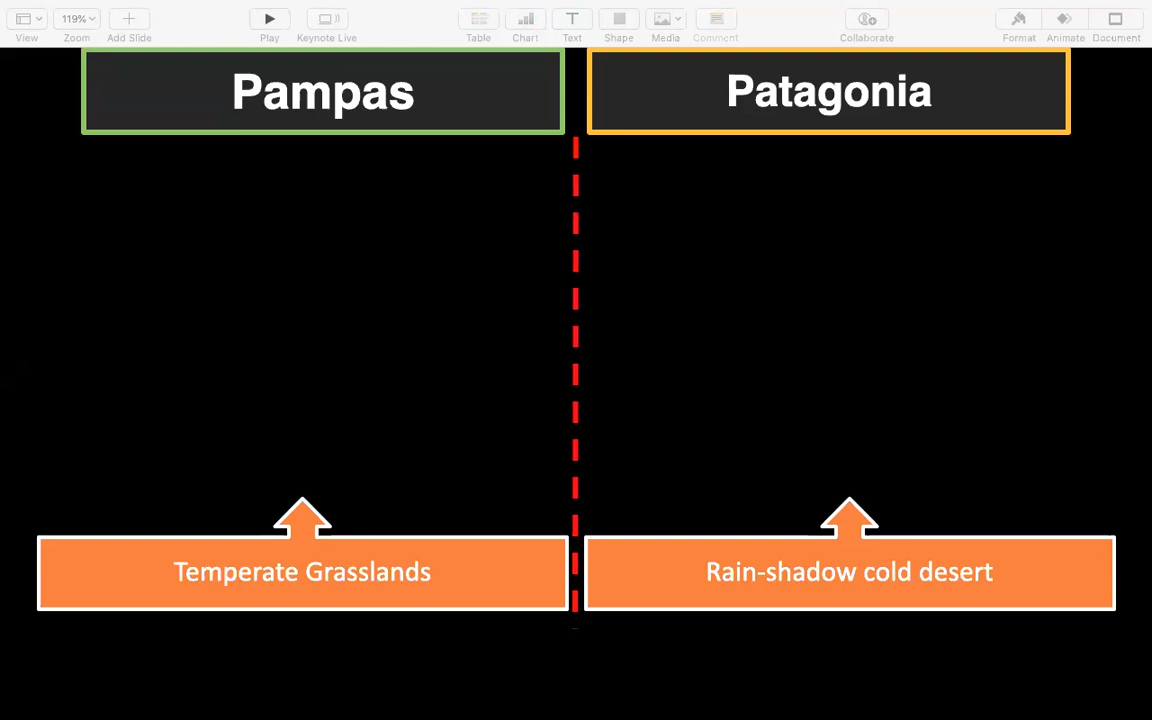 119%
View
Zoom
Add Slide
Play
Keynote Live
Table
Chart
Text
Shape
Media
Comment
Collaborate
Format
Animate
Document
Pampas
Patagonia
Temperate Grasslands
Rain-shadow cold desert